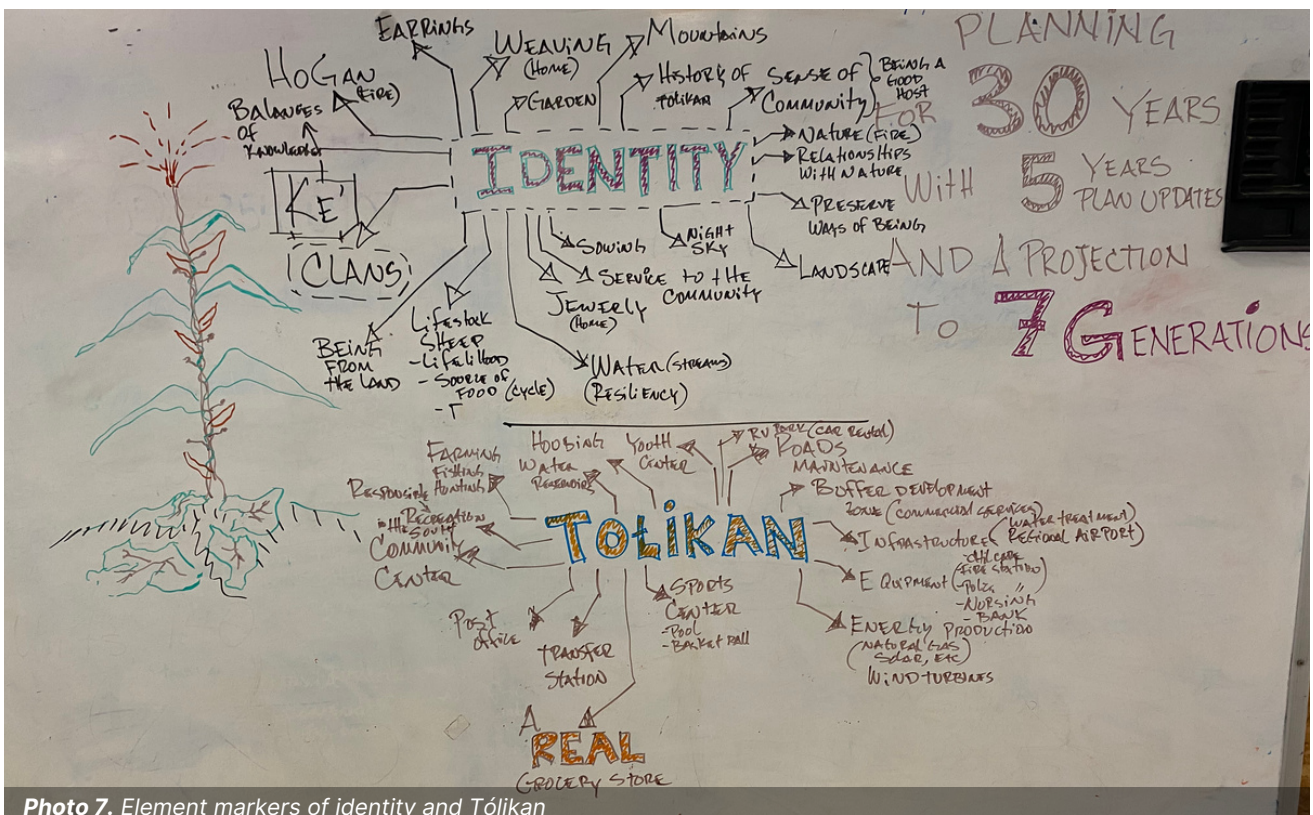 EARRINGS
WEAVING
(HOME)
MOUNTAINS
HOGAN
(FIRE)
GARDEN
HISTORY OF
TOLIKAN
SENSE OF
COMMUNITY
BEING A
GOOD
HOST
BALANCES
OF
KNOWLEDGE
IDENTITY
NATURE (FIRE)
RELATIONSHIPS
WITH NATURE
PRESERVE
WAYS OF BEING
LANDSCAPE
NIGHT
SKY
SOWING
SERVICE TO THE
COMMUNITY
JEWERLY
(HOME)
WATER (STREAMS)
(RESILIENCY)
KE'
CLANS
BEING
FROM
THE LAND
LIFESTOCK
SHEEP
- LIFELIHOOD
- SOURCE OF
FOOD (CYCLE)
- T
PLANNING
FOR 30 YEARS
WITH 5 YEARS
PLAN UPDATES
AND A PROJECTION
TO 7 GENERATIONS
FARMING
FISHING
HUNTING
RESPONSIBLE
RECREATION
IN THE SOUTH
COMMUNITY
CENTER
WATER
RESERVOIRS
YOUTH
CENTER
RV PARK (CAR RENTAL)
ROADS
MAINTENANCE
BUFFER DEVELOPMENT
ZONE (COMMERCIAL SERVICES)
TOŁIKAN
INFRASTRUCTURE (WATER TREATMENT)
REGIONAL AIRPORT)
EQUIPMENT
(FIRE STATION)
- NURSING
- BANK
ENERGY PRODUCTION
(NATURAL GAS
SOLAR, ETC)
WIND TURBINES
SPORTS
CENTER
- POOL
- BASKET BALL
POST
OFFICE
TRANSFER
STATION
A
REAL
GROCERY STORE
Photo 7. Element markers of identity and Tólikan